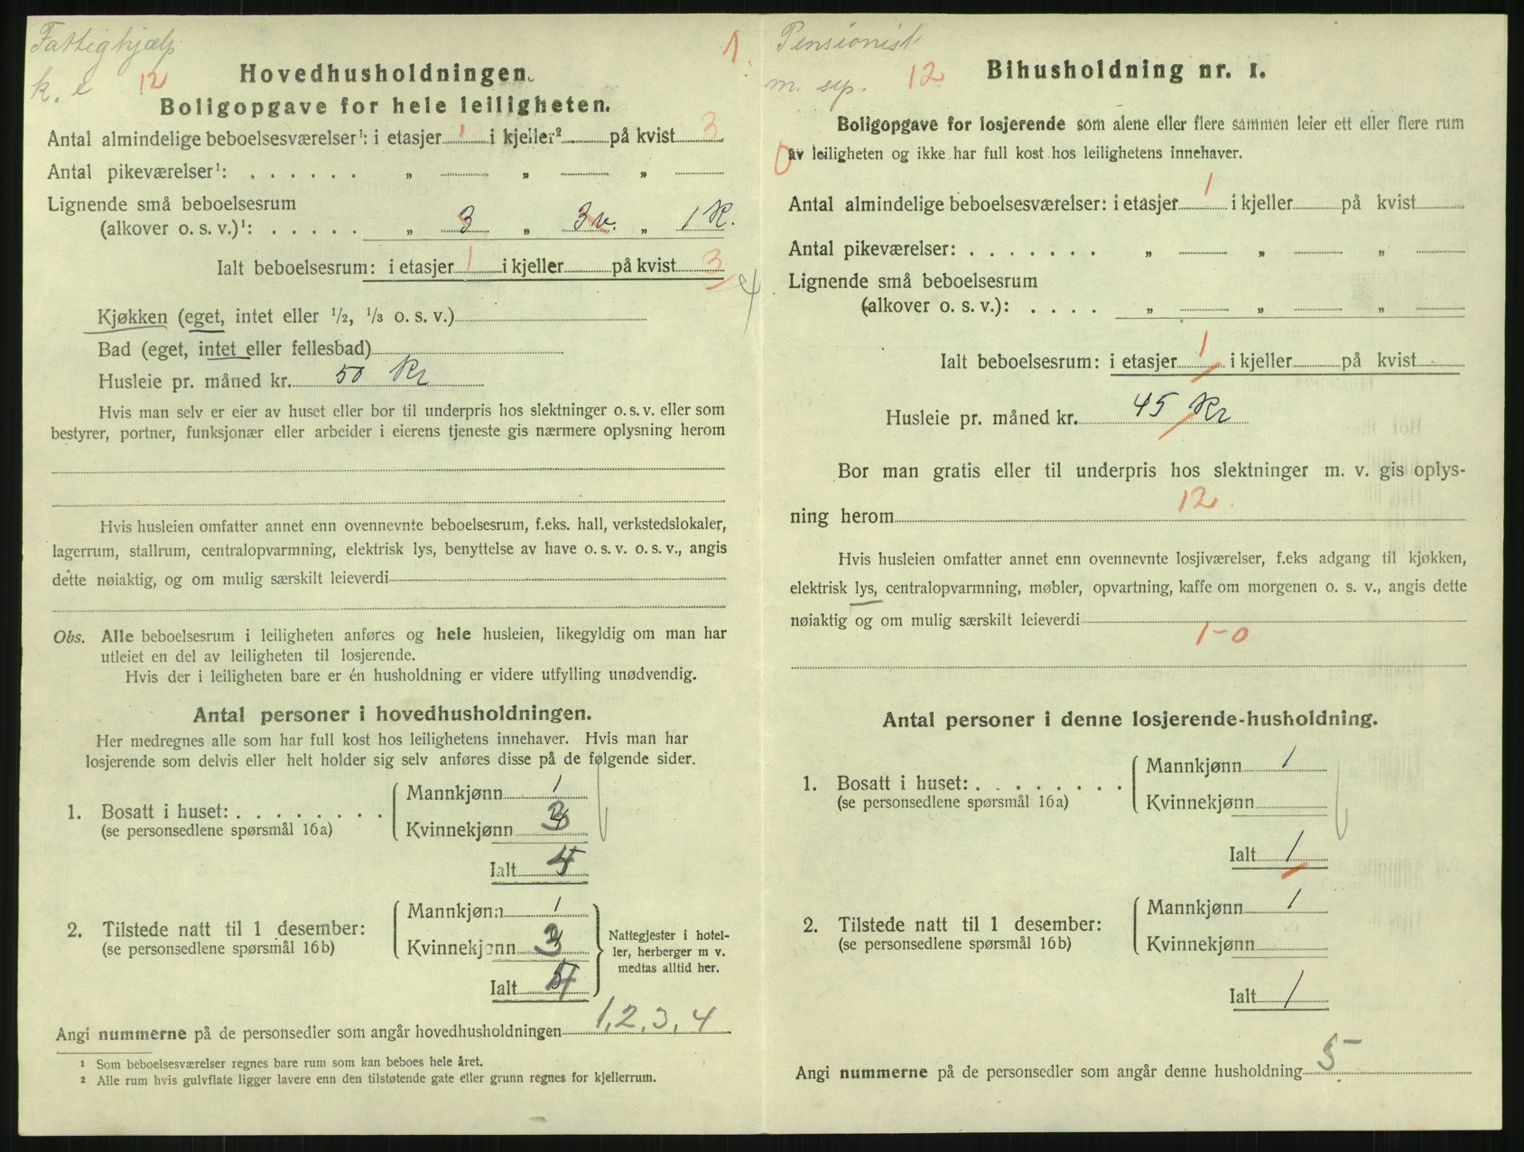 Fattighjelp.
k. e 12 1.
Hovedhusholdningen.
Boligopgave for hele leiligheten.
Antal almindelige beboelsesværelser¹: i etasjer 1 i kjeller² på kvist 3
Antal pikeværelser¹: . . . . . . „ „ „
Lignende små beboelsesrum
(alkover o. s. v.)¹: . . . . . „ 3 „ 3 v. „ 1 K.
Ialt beboelsesrum: i etasjer 1 i kjeller på kvist 3
4
Kjøkken (eget, intet eller 1/2, 1/3 o. s. v.)
Bad (eget, intet eller fellesbad)
Husleie pr. måned kr. 50 Kr
Hvis man selv er eier av huset eller bor til underpris hos slektninger o. s. v. eller som
bestyrer, portner, funksjonær eller arbeider i eierens tjeneste gis nærmere oplysning herom
Hvis husleien omfatter annet enn ovennevnte beboelsesrum, f.eks. hall, verkstedslokaler,
lagerrum, stallrum, centralopvarmning, elektrisk lys, benyttelse av have o. s. v. o. s. v., angis
dette nøiaktig, og om mulig særskilt leieverdi
Obs. Alle beboelsesrum i leiligheten anføres og hele husleien, likegyldig om man har
utleiet en del av leiligheten til losjerende.
Hvis der i leiligheten bare er én husholdning er videre utfylling unødvendig.
Antal personer i hovedhusholdningen.
Her medregnes alle som har full kost hos leilighetens innehaver. Hvis man har
losjerende som delvis eller helt holder sig selv anføres disse på de følgende sider.
1. Bosatt i huset: . . . . . . . .
(se personsedlene spørsmål 16a)
Mannkjønn 1
Kvinnekjønn 3
Ialt 4
2. Tilstede natt til 1 desember:
(se personsedlene spørsmål 16b)
Mannkjønn 1
Kvinnekjønn 3
Ialt 4
Nattegjester i hotel-
ler, herberger m v.
medtas alltid her.
Angi nummerne på de personsedler som angår hovedhusholdningen 1, 2, 3, 4
¹ Som beboelsesværelser regnes bare rum som kan beboes hele året.
² Alle rum hvis gulvflate ligger lavere enn den tilstøtende gate eller grunn regnes for kjellerrum.
Pensionist
m. sep. 12
Bihusholdning nr. 1.
Boligopgave for losjerende som alene eller flere sammen leier ett eller flere rum
0 av leiligheten og ikke har full kost hos leilighetens innehaver.
Antal almindelige beboelsesværelser: i etasjer 1 i kjeller på kvist
Antal pikeværelser: . . . . . . . „ „ „
Lignende små beboelsesrum
(alkover o. s. v.): . . . . „ „ „
Ialt beboelsesrum: i etasjer 1 i kjeller på kvist
Husleie pr. måned kr. 45 Kr
Bor man gratis eller til underpris hos slektninger m. v. gis oplys-
ning herom 12
Hvis husleien omfatter annet enn ovennevnte losjiværelser, f.eks adgang til kjøkken,
elektrisk lys, centralopvarmning, møbler, opvartning, kaffe om morgenen o. s. v., angis dette
nøiaktig og om mulig særskilt leieverdi
1-0
Antal personer i denne losjerende-husholdning.
1. Bosatt i huset: . . . . . . . .
(se personsedlene spørsmål 16a)
Mannkjønn 1
Kvinnekjønn
Ialt 1
2. Tilstede natt til 1 desember:
(se personsedlene spørsmål 16b)
Mannkjønn 1
Kvinnekjønn
Ialt 1
Angi nummerne på de personsedler som angår denne husholdning 5